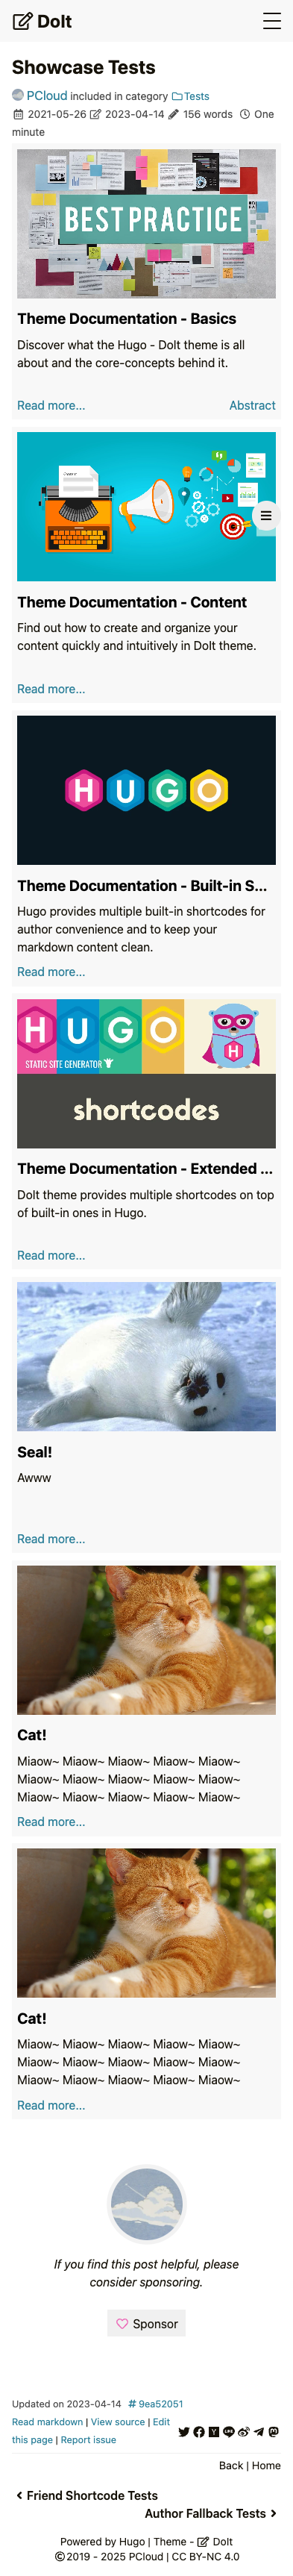 DoIt
Showcase Tests
PCloud included in category Tests
2021-05-26 2023-04-14 156 words One
minute
BEST PRACTICE
Theme Documentation - Basics
Discover what the Hugo - DoIt theme is all
about and the core-concepts behind it.
Read more... Abstract
Theme Documentation - Content
Find out how to create and organize your
content quickly and intuitively in DoIt theme.
Read more...
HUGO
Theme Documentation - Built-in S...
Hugo provides multiple built-in shortcodes for
author convenience and to keep your
markdown content clean.
Read more...
HUGO
STATIC SITE GENERATOR
shortcodes
Theme Documentation - Extended ...
DoIt theme provides multiple shortcodes on top
of built-in ones in Hugo.
Read more...
Seal!
Awww
Read more...
Cat!
Miaow~ Miaow~ Miaow~ Miaow~ Miaow~
Miaow~ Miaow~ Miaow~ Miaow~ Miaow~
Miaow~ Miaow~ Miaow~ Miaow~ Miaow~
Read more...
Cat!
Miaow~ Miaow~ Miaow~ Miaow~ Miaow~
Miaow~ Miaow~ Miaow~ Miaow~ Miaow~
Miaow~ Miaow~ Miaow~ Miaow~ Miaow~
Read more...
If you find this post helpful, please
consider sponsoring.
Sponsor
Updated on 2023-04-14 # 9ea52051
Read markdown | View source | Edit
this page | Report issue
Back | Home
Friend Shortcode Tests
Author Fallback Tests
Powered by Hugo | Theme - DoIt
© 2019 - 2025 PCloud | CC BY-NC 4.0